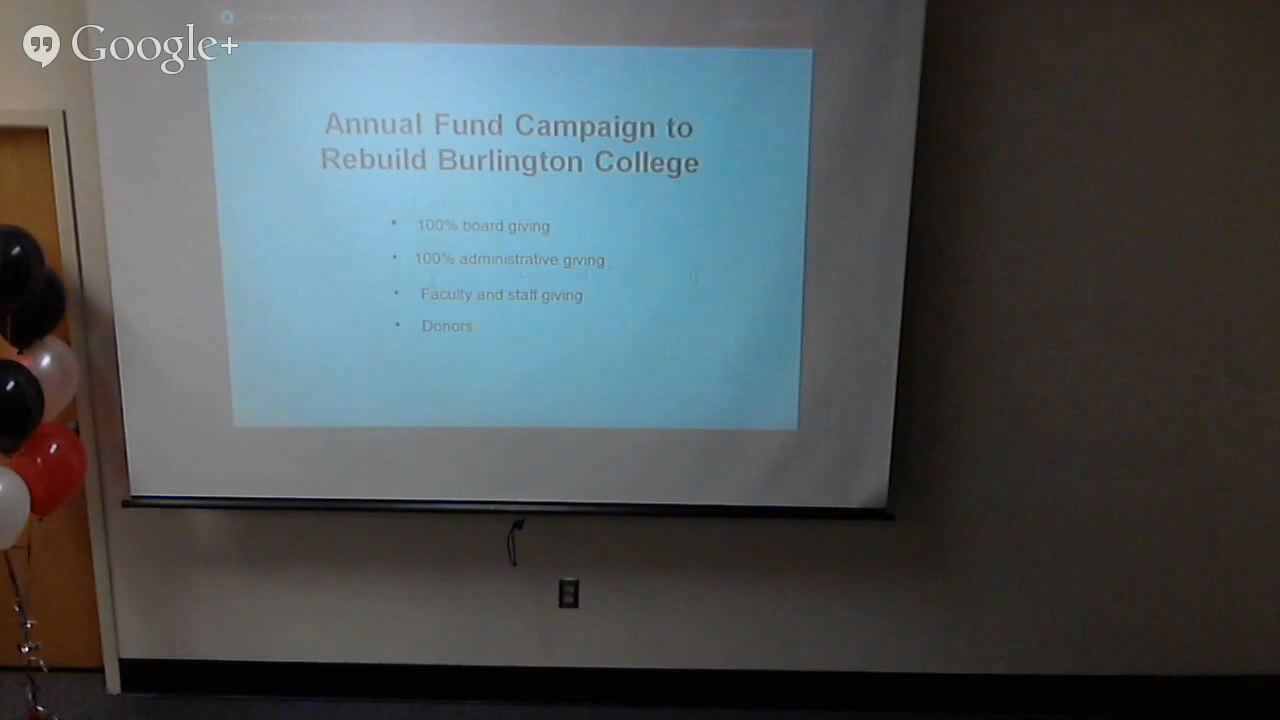 Google+
Annual Fund Campaign to
Rebuild Burlington College
• 100% board giving
• 100% administrative giving
• Faculty and staff giving
• Donors